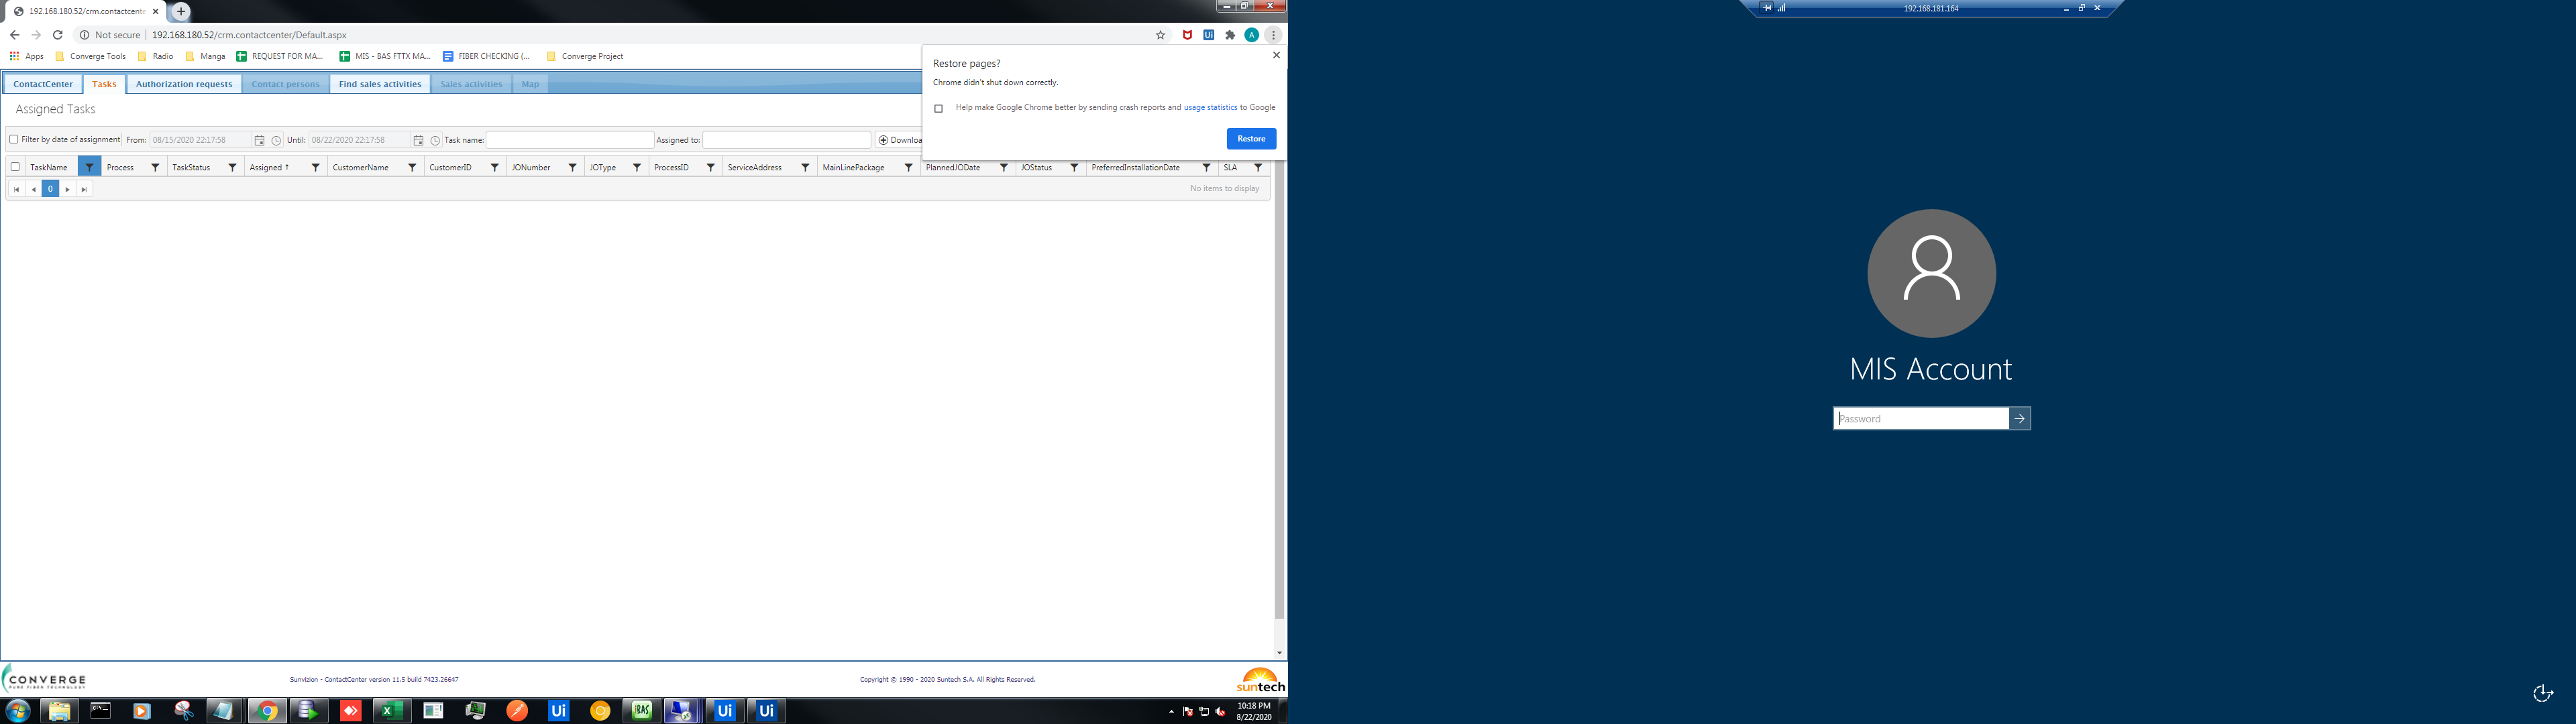 192.168.180.52/crm.contactcente
Not secure | 192.168.180.52/crm.contactcenter/Default.aspx
A
Apps Converge Tools Radio Manga REQUEST FOR MA... MIS - BAS FTTX MA... FIBER CHECKING (... Converge Project
Restore pages?
Chrome didn't shut down correctly.
Help make Google Chrome better by sending crash reports and usage statistics to Google
Restore
ContactCenter Tasks Authorization requests Contact persons Find sales activities Sales activities Map
Assigned Tasks
Filter by date of assignment From: 08/15/2020 22:17:58 Until: 08/22/2020 22:17:58 Task name: Assigned to: Downloa
TaskName Process TaskStatus Assigned ↑ CustomerName CustomerID JONumber JOType ProcessID ServiceAddress MainLinePackage PlannedJODate JOStatus PreferredInstallationDate SLA
0 No items to display
CONVERGE
PURE FIBER TECHNOLOGY
Sunvizion - ContactCenter version 11.5 build 7423.26647
Copyright © 1990 - 2020 Suntech S.A. All Rights Reserved.
suntech
Ui
BAS
Ui
Ui
10:18 PM
8/22/2020
192.168.181.164
MIS Account
Password